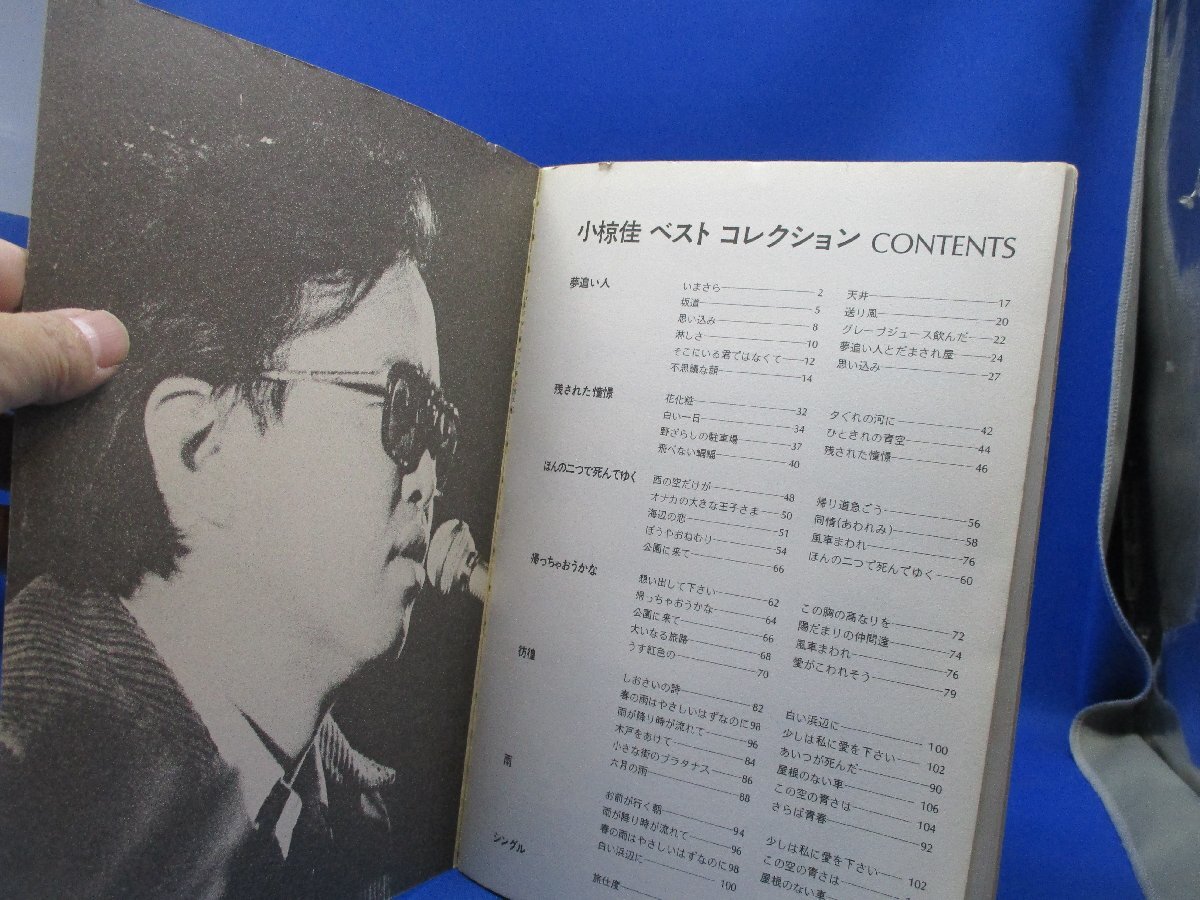 小椋佳 ベスト コレクション CONTENTS
夢追い人
いまさら 2
坂道 5
思い込み 8
淋しさ 10
そこにいる君ではなくて 12
不思議な顔 14
天井 17
送り風 20
グレープジュース飲んだ 22
夢追い人とだまされ屋 24
思い込み 27
残された憧憬
花化粧 32
白い一日 34
野ざらしの駐車場 37
飛べない蝙蝠 40
夕ぐれの河に 42
ひときれの青空 44
残された憧憬 46
ほんの二つで死んでゆく
西の空だけが 48
オナカの大きな王子さま 50
海辺の恋 51
ぼうやおねむり 54
公園に来て 66
帰り道急ごう 56
同情(あわれみ) 58
風車まわれ 76
ほんの二つで死んでゆく 60
帰っちゃおうかな
想い出して下さい 62
帰っちゃおうかな 64
公園に来て 66
大いなる旅路 68
うす紅色の 70
この胸の高なりを 72
陽だまりの仲間達 74
風車まわれ 76
愛がこわれそう 79
彷徨
しおさいの詩 82
春の雨はやさしいはずなのに 98
雨が降り時が流れて 96
木戸をあけて 84
小さな街のプラタナス 86
六月の雨 88
白い浜辺に 100
少しは私に愛を下さい 102
あいつが死んだ 90
屋根のない車 106
この空の青さは 104
さらば青春 92
雨
お前が行く朝 94
雨が降り時が流れて 96
春の雨はやさしいはずなのに 98
白い浜辺に 100
少しは私に愛を下さい 102
この空の青さは
屋根のない車
シングル
旅仕度